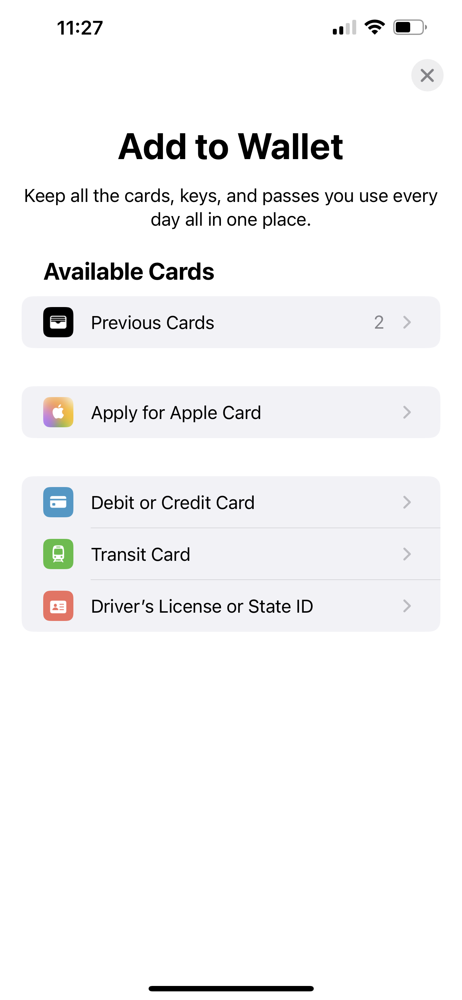 11:27
Add to Wallet
Keep all the cards, keys, and passes you use every
day all in one place.
Available Cards
Previous Cards 2
Apply for Apple Card
Debit or Credit Card
Transit Card
Driver’s License or State ID